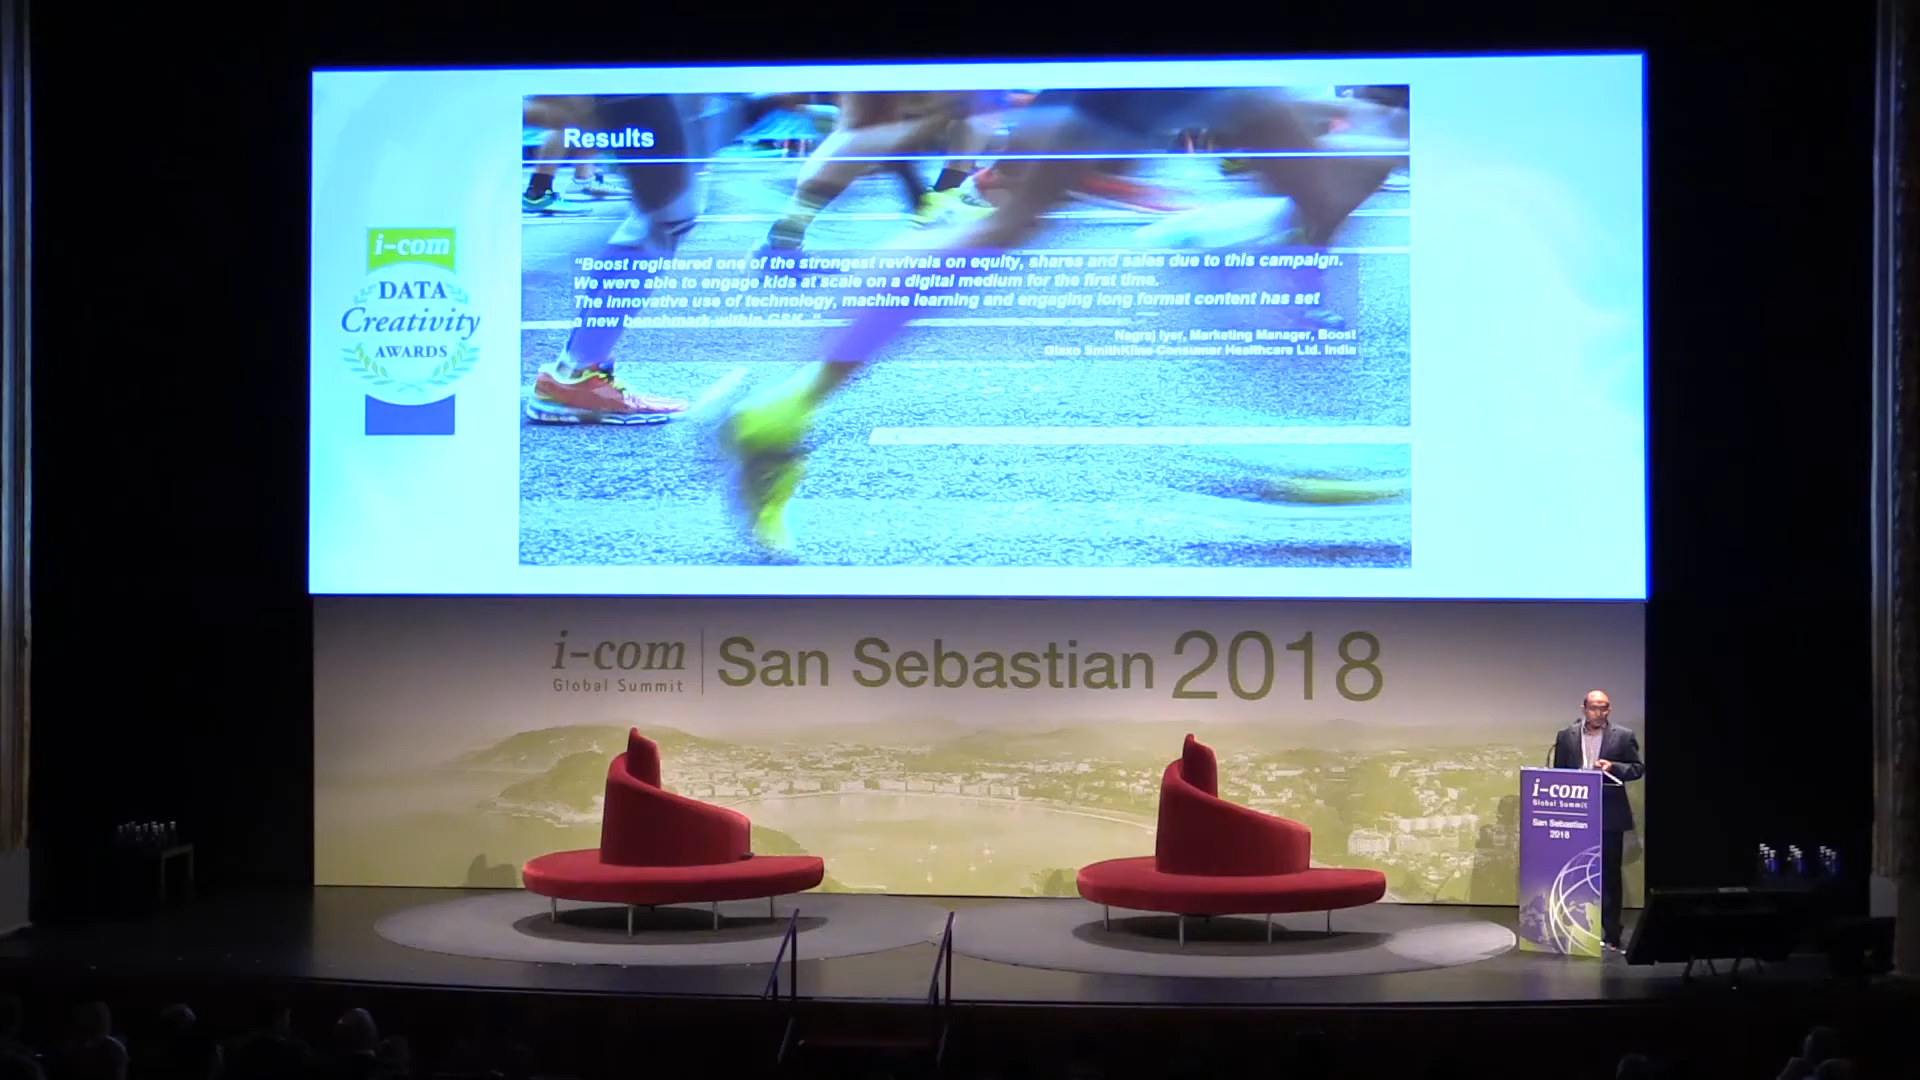 Results
"Boost registered one of the strongest revivals on equity, shares and sales due to this campaign.
We were able to engage kids at scale on a digital medium for the first time.
The innovative use of technology, machine learning and engaging long format content has set
a new benchmark within GSK. "
Nagraj Iyer, Marketing Manager, Boost
Glaxo SmithKline Consumer Healthcare Ltd. India
i-com
DATA
Creativity
AWARDS
i-com
Global Summit
San Sebastian 2018
i-com
Global Summit
San Sebastian
2018